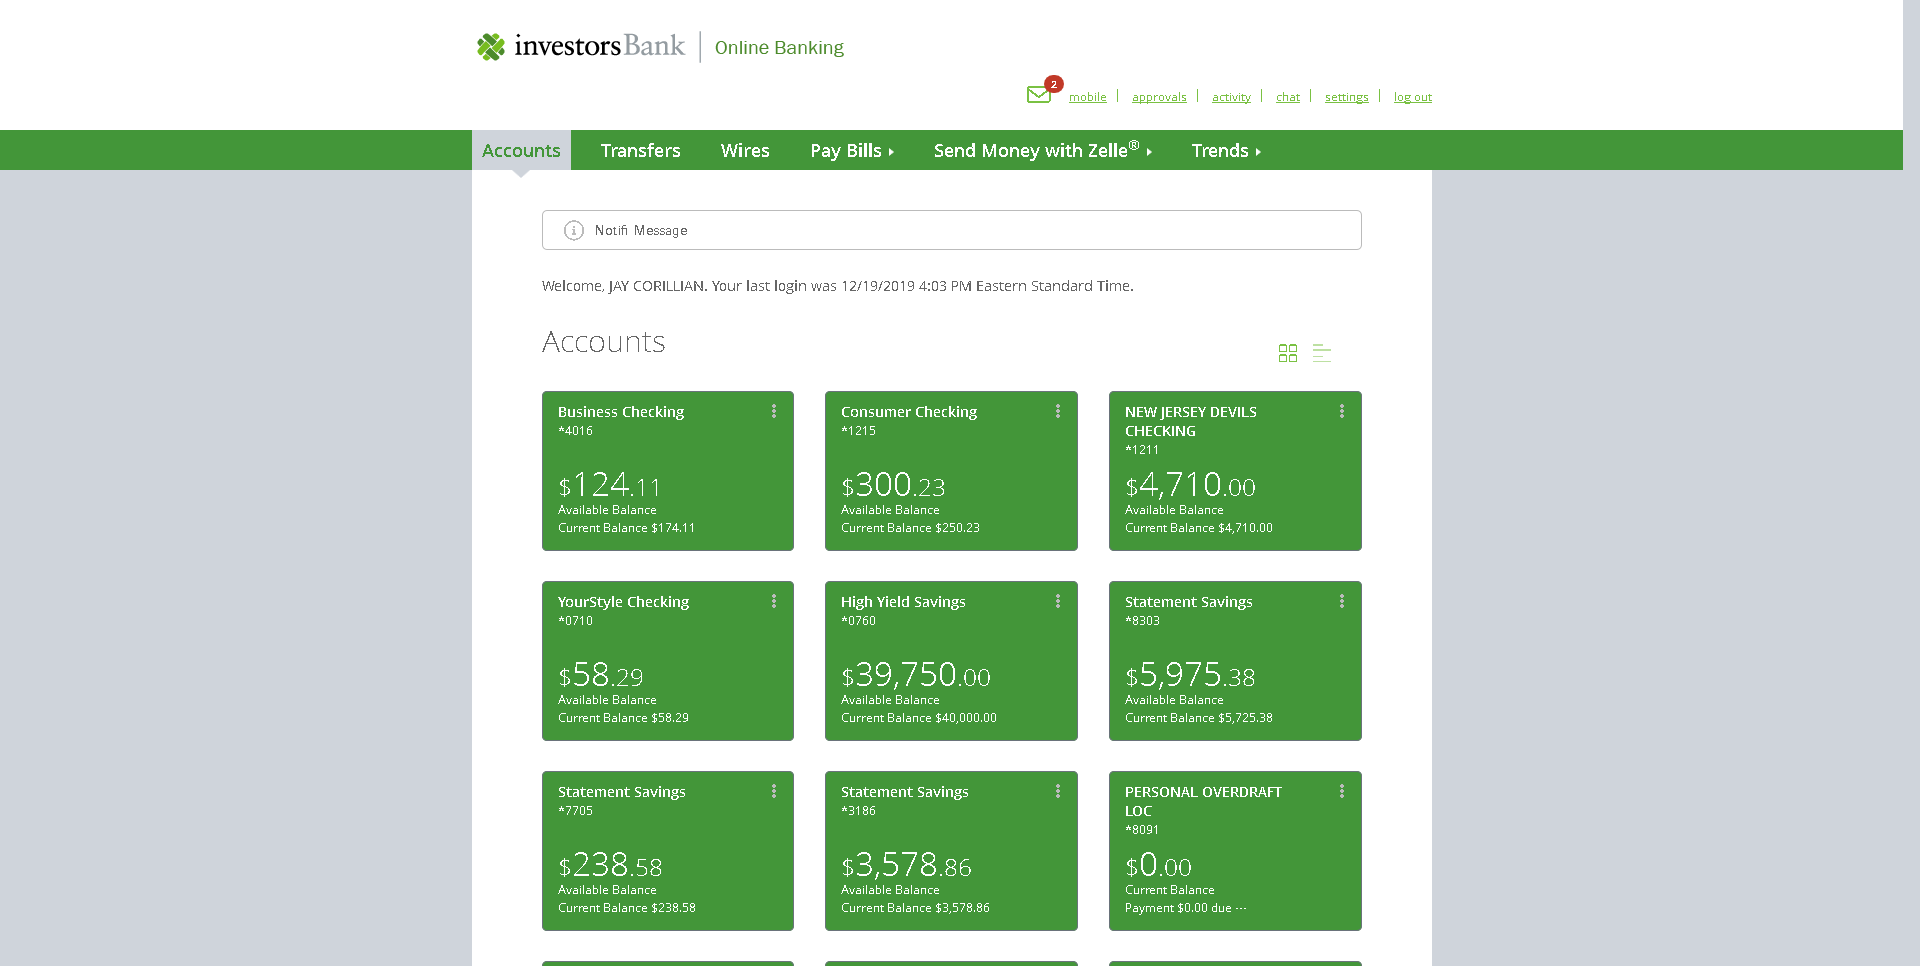 investorsBank Online Banking
2
mobile approvals activity chat settings log out
Accounts Transfers Wires Pay Bills Send Money with Zelle® Trends
Notifi Message
Welcome, JAY CORILLIAN. Your last login was 12/19/2019 4:03 PM Eastern Standard Time.
Accounts
Business Checking
*4016
$124.11
Available Balance
Current Balance $174.11
Consumer Checking
*1215
$300.23
Available Balance
Current Balance $250.23
NEW JERSEY DEVILS
CHECKING
*1211
$4,710.00
Available Balance
Current Balance $4,710.00
YourStyle Checking
*0710
$58.29
Available Balance
Current Balance $58.29
High Yield Savings
*0760
$39,750.00
Available Balance
Current Balance $40,000.00
Statement Savings
*8303
$5,975.38
Available Balance
Current Balance $5,725.38
Statement Savings
*7705
$238.58
Available Balance
Current Balance $238.58
Statement Savings
*3186
$3,578.86
Available Balance
Current Balance $3,578.86
PERSONAL OVERDRAFT
LOC
*8091
$0.00
Current Balance
Payment $0.00 due ---